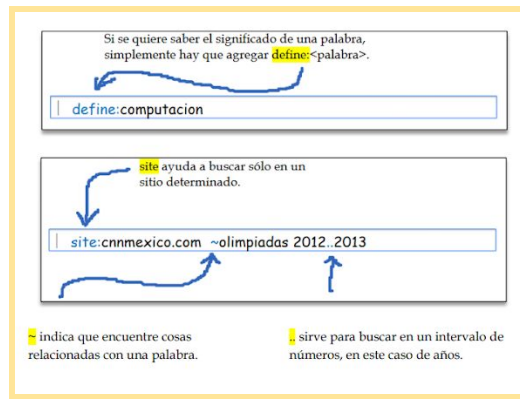 Si se quiere saber el significado de una palabra,
simplemente hay que agregar define:<palabra>.
define:computacion
site ayuda a buscar sólo en un
sitio determinado.
site:cnnmexico.com ~olimpiadas 2012..2013
~ indica que encuentre cosas
relacionadas con una palabra.
.. sirve para buscar en un intervalo de
números, en este caso de años.